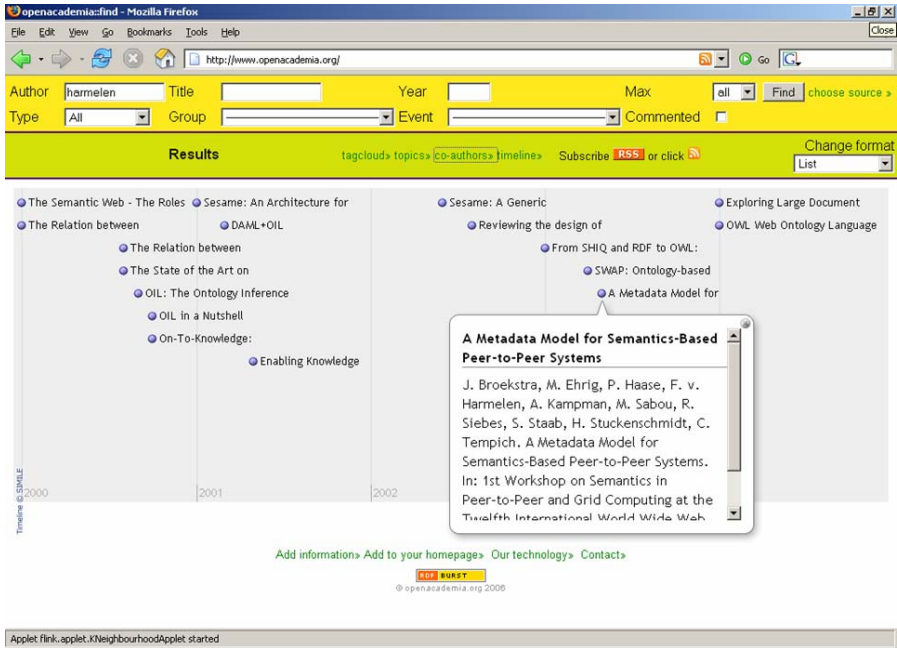 openacademia::find - Mozilla Firefox
File Edit View Go Bookmarks Tools Help
Close
http://www.openacademia.org/
Go
G
Author harmelen Title Year Max all Find choose source »
Type All Group Event Commented
Results tagcloud» topics» co-authors» timeline» Subscribe RSS or click
Change format
List
The Semantic Web - The Roles Sesame: An Architecture for Sesame: A Generic Exploring Large Document
The Relation between DAML+OIL Reviewing the design of OWL Web Ontology Language
The Relation between From SHIQ and RDF to OWL:
The State of the Art on SWAP: Ontology-based
OIL: The Ontology Inference A Metadata Model for
OIL in a Nutshell
On-To-Knowledge:
Enabling Knowledge
A Metadata Model for Semantics-Based
Peer-to-Peer Systems
J. Broekstra, M. Ehrig, P. Haase, F. v.
Harmelen, A. Kampman, M. Sabou, R.
Siebes, S. Staab, H. Stuckenschmidt, C.
Tempich. A Metadata Model for
Semantics-Based Peer-to-Peer Systems.
In: 1st Workshop on Semantics in
Peer-to-Peer and Grid Computing at the
Twelfth International World Wide Web
Timeline © SIMILE
2000 2001 2002
Add information» Add to your homepage» Our technology» Contact»
RDF BURST
© openacademia.org 2006
Applet flink.applet.KNeighbourhoodApplet started